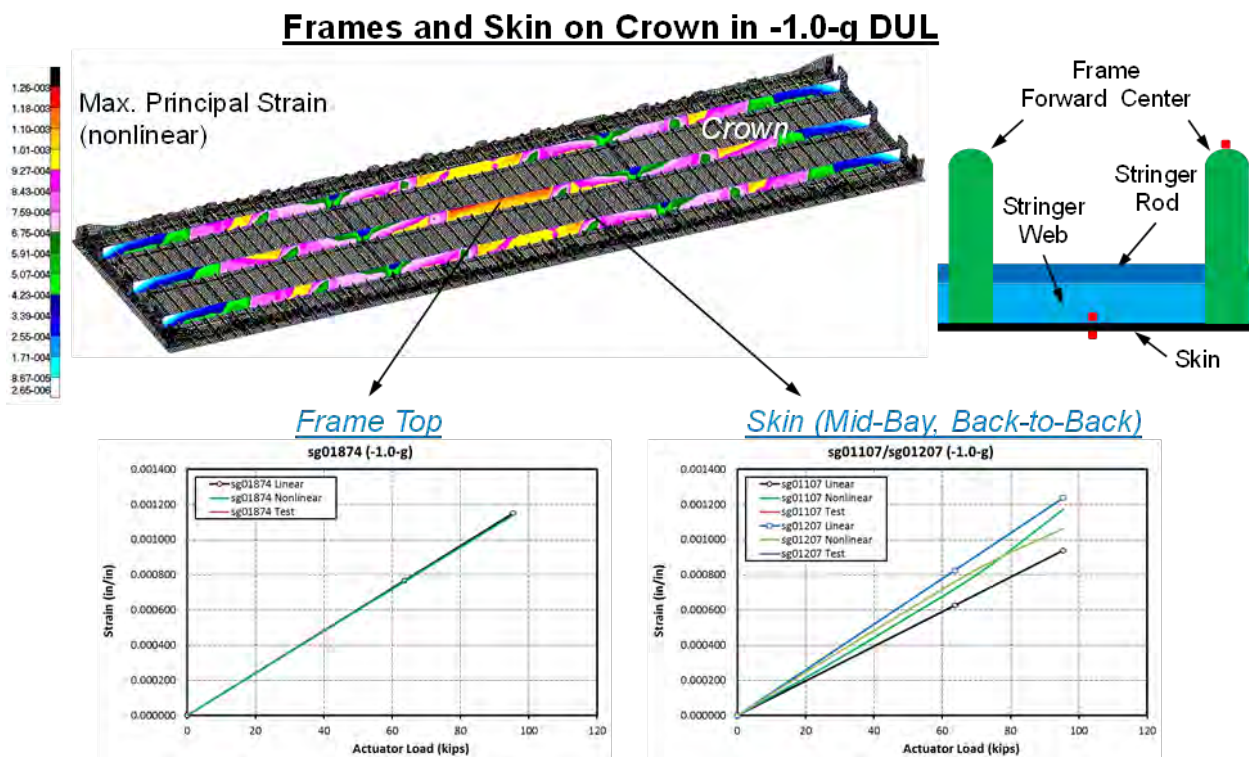 Frames and Skin on Crown in -1.0-g DUL
1.26-003
1.18-003
1.10-003
1.01-003
9.27-004
8.43-004
7.59-004
6.75-004
5.91-004
5.07-004
4.23-004
3.39-004
2.55-004
1.71-004
8.67-005
2.65-006
Max. Principal Strain
(nonlinear)
Crown
Frame
Forward Center
Stringer
Rod
Stringer
Web
Skin
Frame Top
sg01874 (-1.0-g)
0.001400
0.001200
0.001000
0.000800
0.000600
0.000400
0.000200
0.000000
Strain (in/in)
sg01874 Linear
sg01874 Nonlinear
sg01874 Test
0 20 40 60 80 100 120
Actuator Load (kips)
Skin (Mid-Bay, Back-to-Back)
sg01107/sg01207 (-1.0-g)
0.001400
0.001200
0.001000
0.000800
0.000600
0.000400
0.000200
0.000000
Strain (in/in)
sg01107 Linear
sg01107 Nonlinear
sg01107 Test
sg01207 Linear
sg01207 Nonlinear
sg01207 Test
0 20 40 60 80 100 120
Actuator Load (kips)